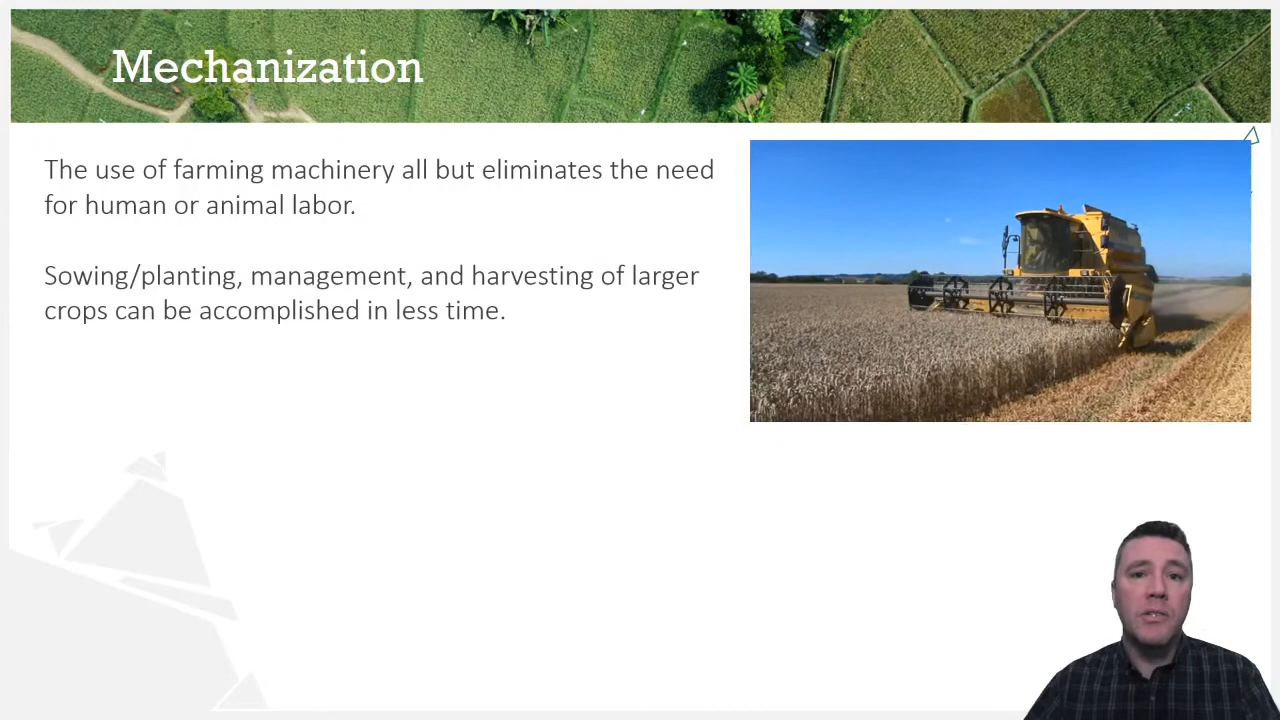 Mechanization
The use of farming machinery all but eliminates the need
for human or animal labor.
Sowing/planting, management, and harvesting of larger
crops can be accomplished in less time.